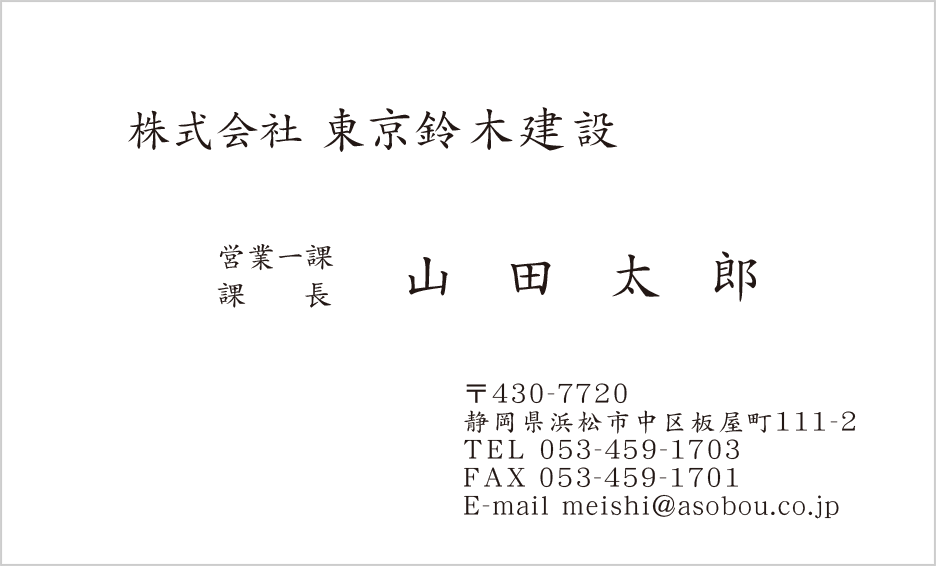 株式会社 東京鈴木建設
営業一課
課長 山田太郎
〒430-7720
静岡県浜松市中区板屋町111-2
TEL 053-459-1703
FAX 053-459-1701
E-mail meishi@asobou.co.jp